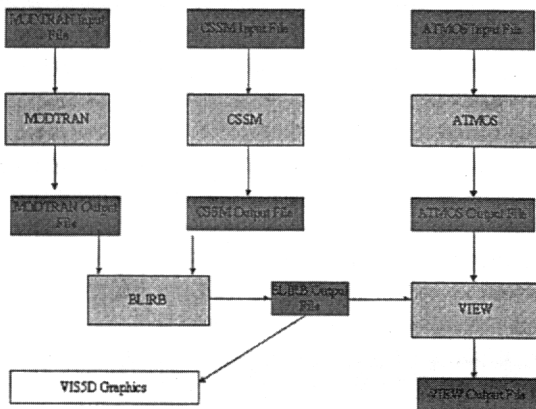 MODTRAN Input
File
CSSM Input File
ATMOS Input File
MODTRAN
CSSM
ATMOS
MODTRAN Output
File
CSSM Output File
ATMOS Output File
BLIRB
BLIRB Output
File
VIEW
VIS5D Graphics
VIEW Output File